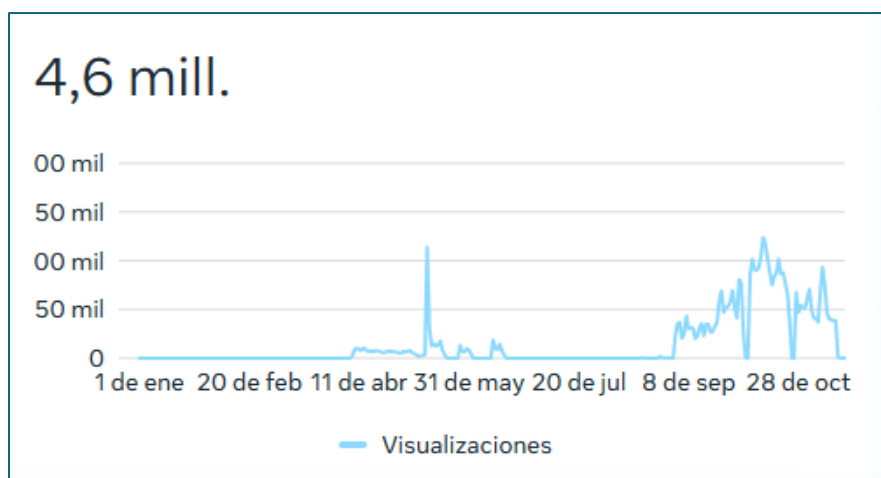 4,6 mill.
00 mil
50 mil
00 mil
50 mil
0
1 de ene 20 de feb 11 de abr 31 de may 20 de jul 8 de sep 28 de oct
Visualizaciones